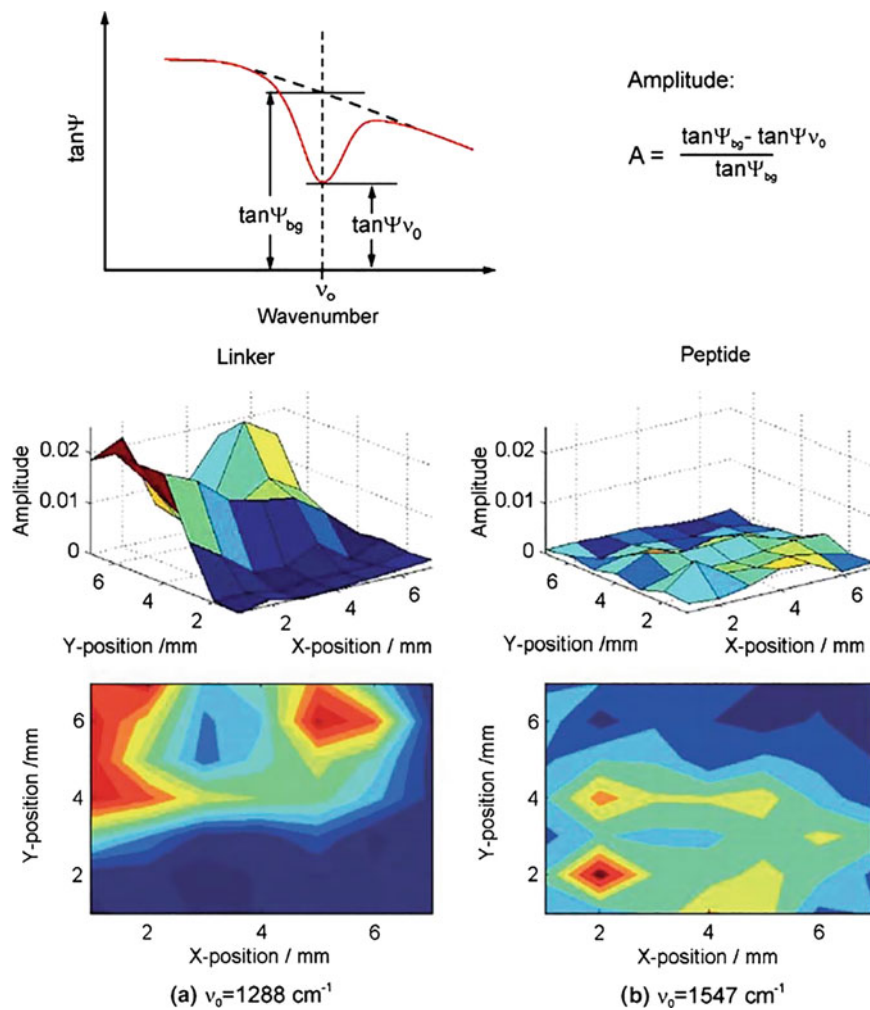 tanΨ
tanΨbg
tanΨν0
νo
Wavenumber
Amplitude:
A = tanΨbg - tanΨν0
tanΨbg
Linker
Peptide
Amplitude
0.02
0.01
0
6
4
2
Y-position /mm
2
4
6
X-position / mm
Amplitude
0.02
0.01
0
6
4
2
Y-position /mm
2
4
6
X-position / mm
Y-position /mm
6
4
2
2
4
6
X-position / mm
Y-position /mm
6
4
2
2
4
6
X-position / mm
(a) ν0=1288 cm-1
(b) ν0=1547 cm-1